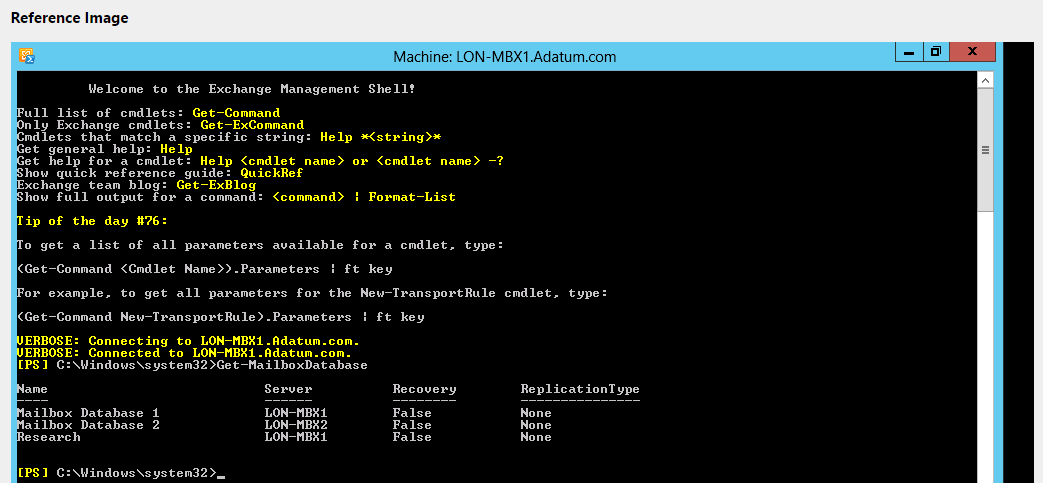 Reference Image
Machine: LON-MBX1.Adatum.com
Welcome to the Exchange Management Shell!
Full list of cmdlets: Get-Command
Only Exchange cmdlets: Get-ExCommand
Cmdlets that match a specific string: Help *<string>*
Get general help: Help
Get help for a cmdlet: Help <cmdlet name> or <cmdlet name> -?
Show quick reference guide: QuickRef
Exchange team blog: Get-ExBlog
Show full output for a command: <command> | Format-List
Tip of the day #76:
To get a list of all parameters available for a cmdlet, type:
(Get-Command <Cmdlet Name>).Parameters | ft key
For example, to get all parameters for the New-TransportRule cmdlet, type:
(Get-Command New-TransportRule).Parameters | ft key
VERBOSE: Connecting to LON-MBX1.Adatum.com.
VERBOSE: Connected to LON-MBX1.Adatum.com.
[PS] C:\Windows\system32>Get-MailboxDatabase
Name Server Recovery ReplicationType
---- ------ -------- ---------------
Mailbox Database 1 LON-MBX1 False None
Mailbox Database 2 LON-MBX2 False None
Research LON-MBX1 False None
[PS] C:\Windows\system32>_